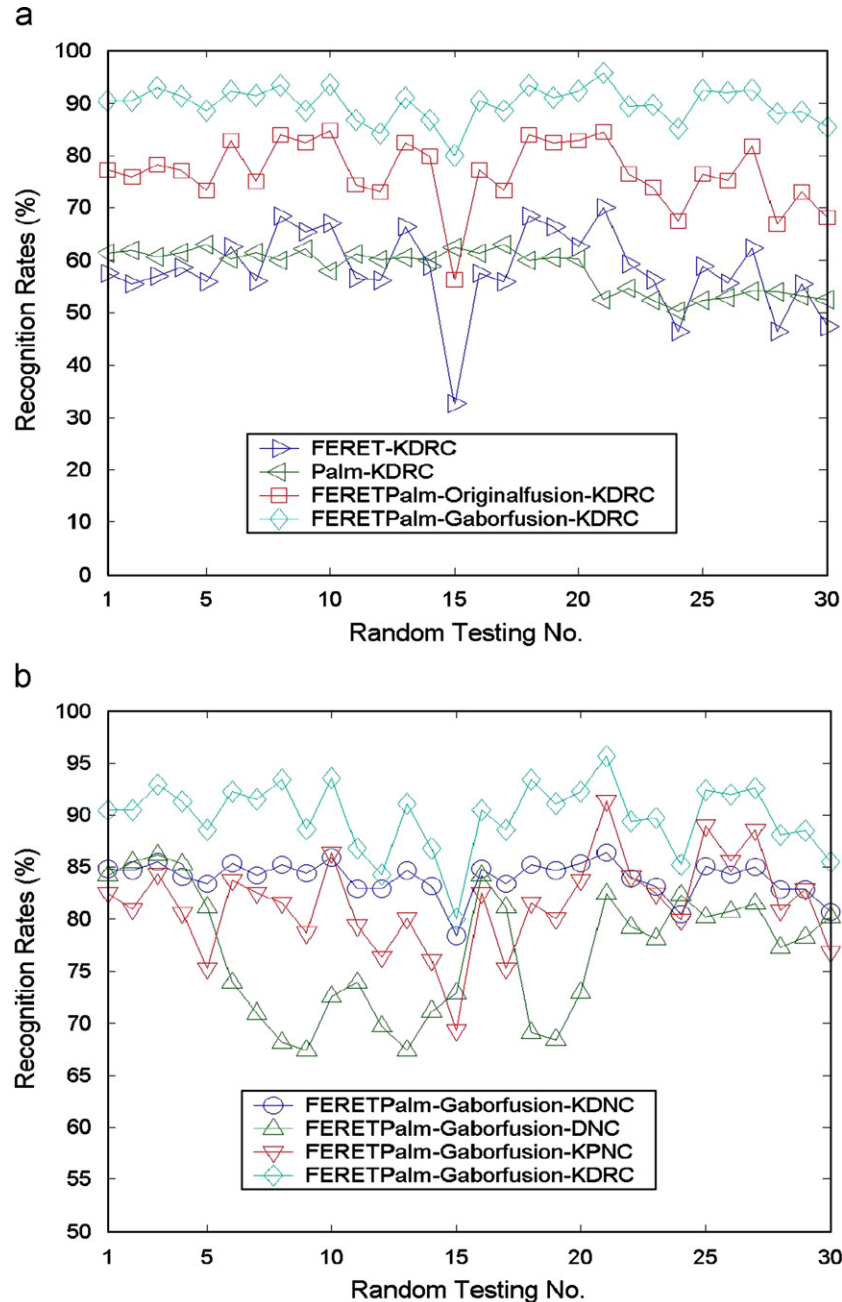 a
100
90
80
70
60
50
40
30
20
10
0
Recognition Rates (%)
FERET-KDRC
Palm-KDRC
FERETPalm-Originalfusion-KDRC
FERETPalm-Gaborfusion-KDRC
1 5 10 15 20 25 30
Random Testing No.
b
100
95
90
85
80
75
70
65
60
55
50
Recognition Rates (%)
FERETPalm-Gaborfusion-KDNC
FERETPalm-Gaborfusion-DNC
FERETPalm-Gaborfusion-KPNC
FERETPalm-Gaborfusion-KDRC
1 5 10 15 20 25 30
Random Testing No.